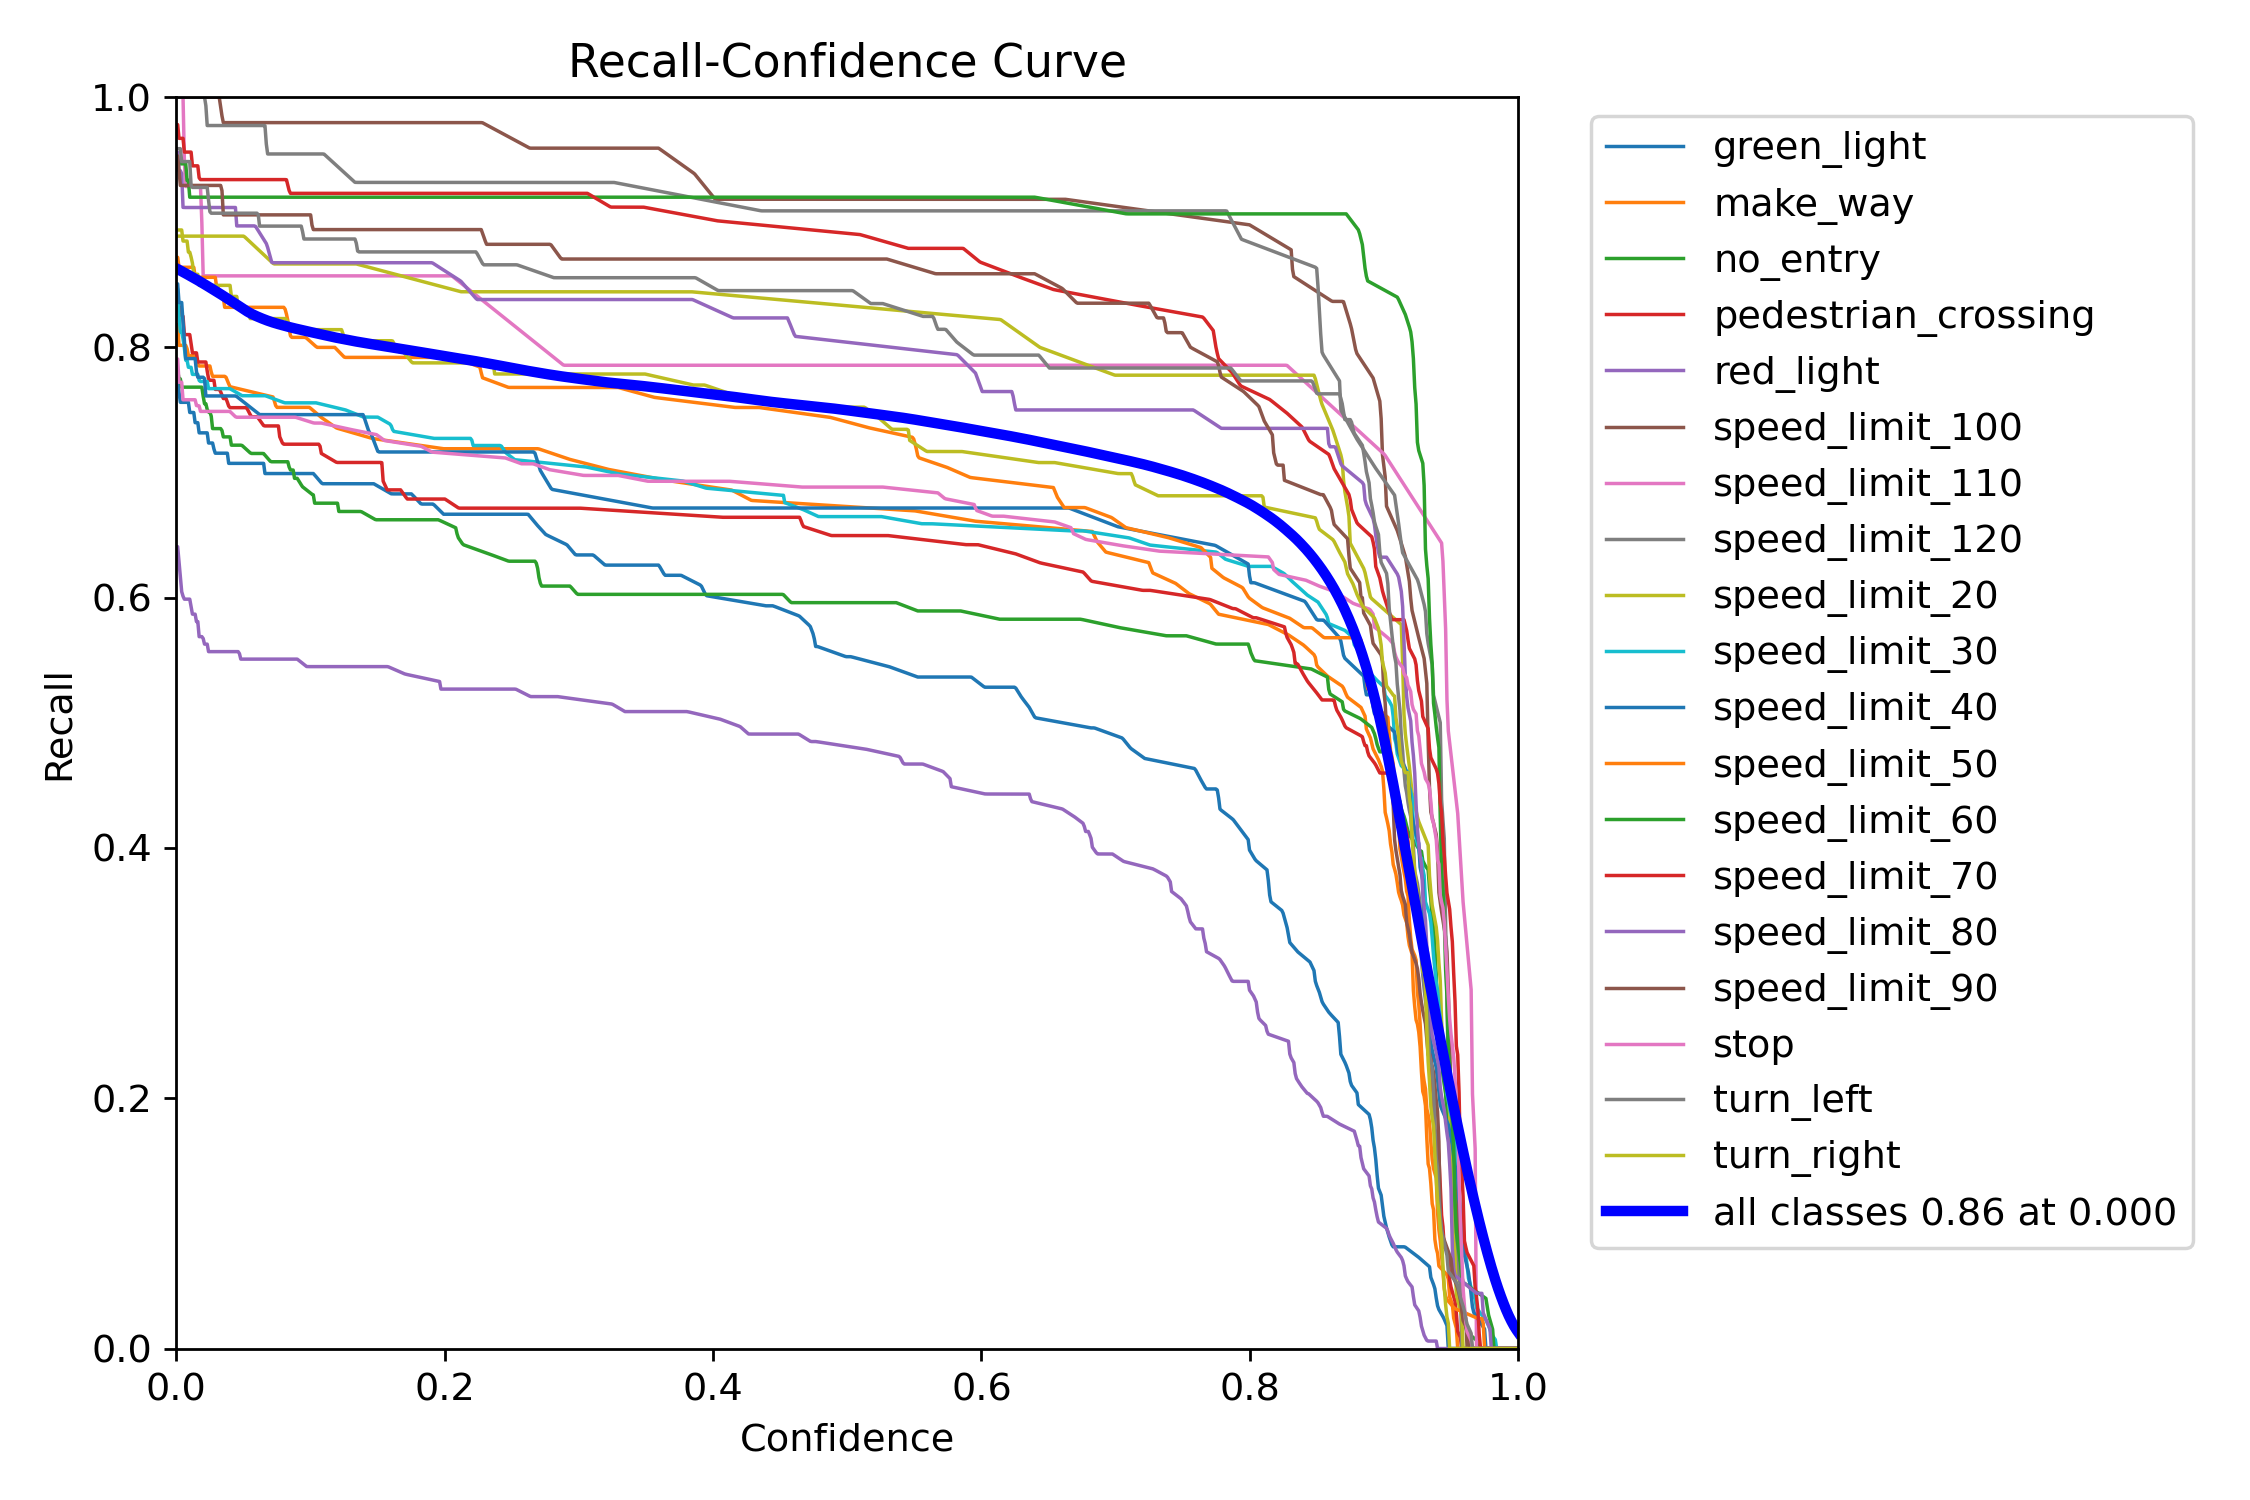 Recall-Confidence Curve
1.0
0.8
0.6
0.4
0.2
0.0
Recall
0.0 0.2 0.4 0.6 0.8 1.0
Confidence
green_light
make_way
no_entry
pedestrian_crossing
red_light
speed_limit_100
speed_limit_110
speed_limit_120
speed_limit_20
speed_limit_30
speed_limit_40
speed_limit_50
speed_limit_60
speed_limit_70
speed_limit_80
speed_limit_90
stop
turn_left
turn_right
all classes 0.86 at 0.000